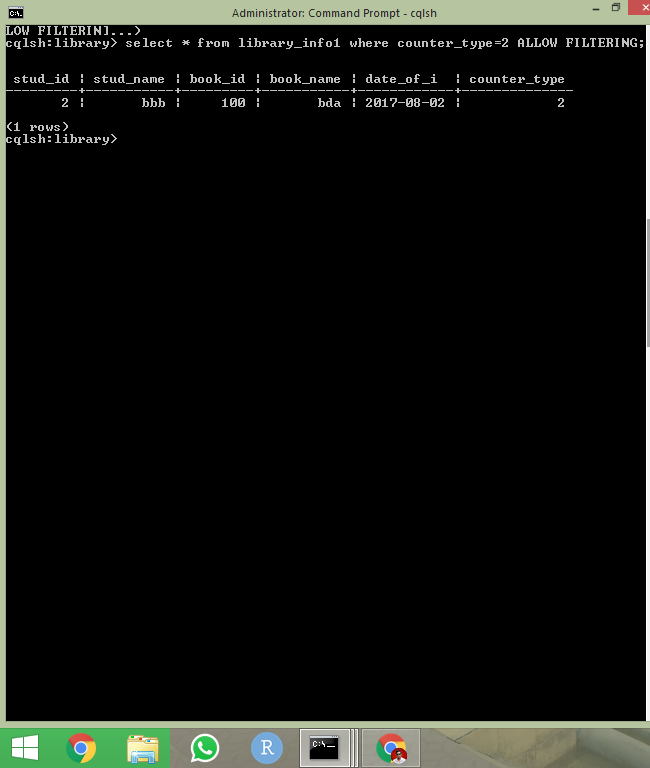 Administrator: Command Prompt - cqlsh
LOW FILTERIN]...>
cqlsh:library> select * from library_info1 where counter_type=2 ALLOW FILTERING;
stud_id | stud_name | book_id | book_name | date_of_i | counter_type
---------+-----------+---------+-----------+------------+--------------
2 | bbb | 100 | bda | 2017-08-02 | 2
(1 rows)
cqlsh:library>
C:\
R
C:\